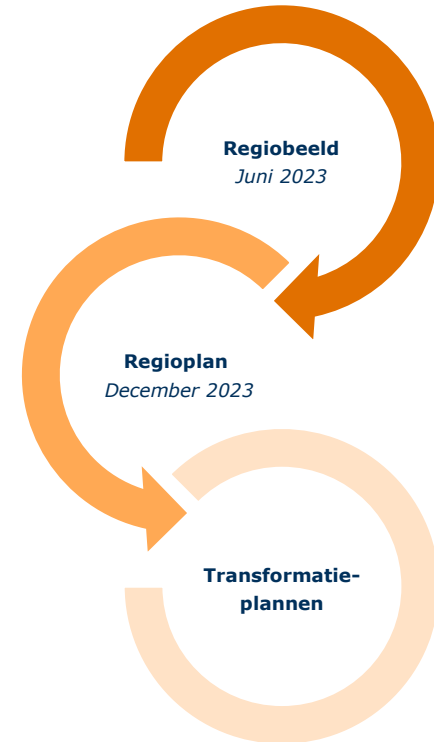 Regiobeeld
Juni 2023
Regioplan
December 2023
Transformatie-
plannen